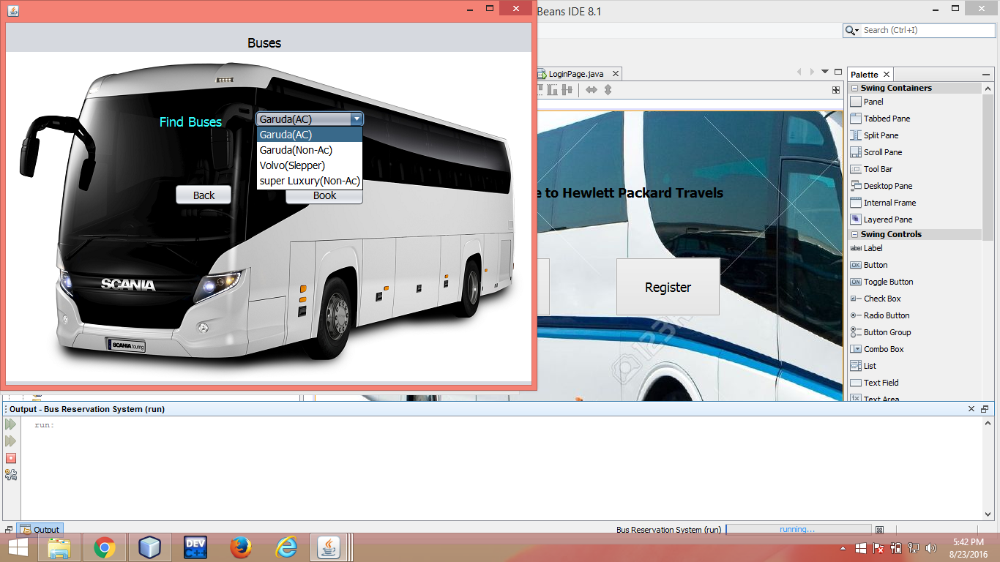 Beans IDE 8.1
Search (Ctrl+I)
Buses
LoginPage.java
Find Buses
Garuda(AC)
Garuda(AC)
Garuda(Non-Ac)
Volvo(Slepper)
super Luxury(Non-Ac)
Back
Book
SCANIA
SCANIA touring
e to Hewlett Packard Travels
Register
123R
Palette
Swing Containers
Panel
Tabbed Pane
Split Pane
Scroll Pane
Tool Bar
Desktop Pane
Internal Frame
Layered Pane
Swing Controls
label Label
OK Button
ON Toggle Button
Check Box
Radio Button
Button Group
Combo Box
List
Text Field
tx Text Area
Output - Bus Reservation System (run)
run:
Output
Bus Reservation System (run)
running...
DEV
C++
5:42 PM
8/23/2016